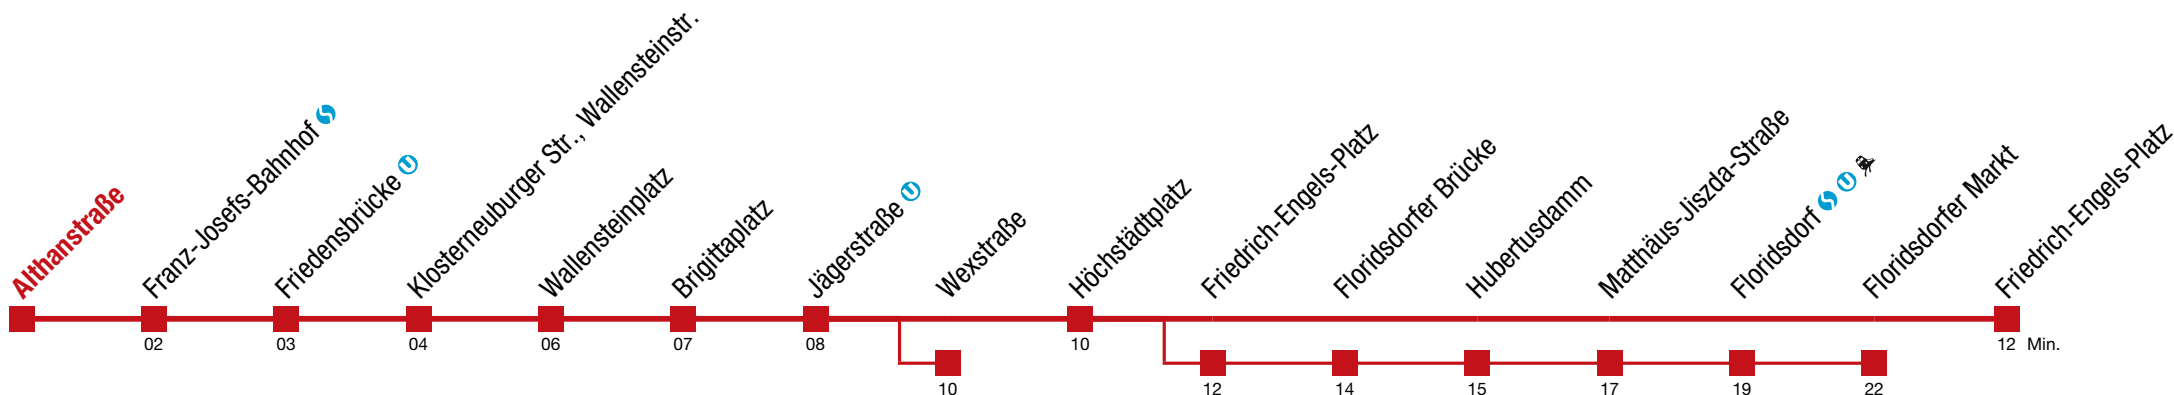 Althanstraße
Franz-Josefs-Bahnhof S
Friedensbrücke U
Klosterneuburger Str., Wallensteinstr.
Wallensteinplatz
Brigittaplatz
Jägerstraße U
Wexstraße
Höchstädtplatz
Friedrich-Engels-Platz
Floridsdorfer Brücke
Hubertusdamm
Matthäus-Jiszda-Straße
Floridsdorf S U
Floridsdorfer Markt
Friedrich-Engels-Platz
02 03 04 06 07 08 10 12 Min.
10 12 14 15 17 19 22